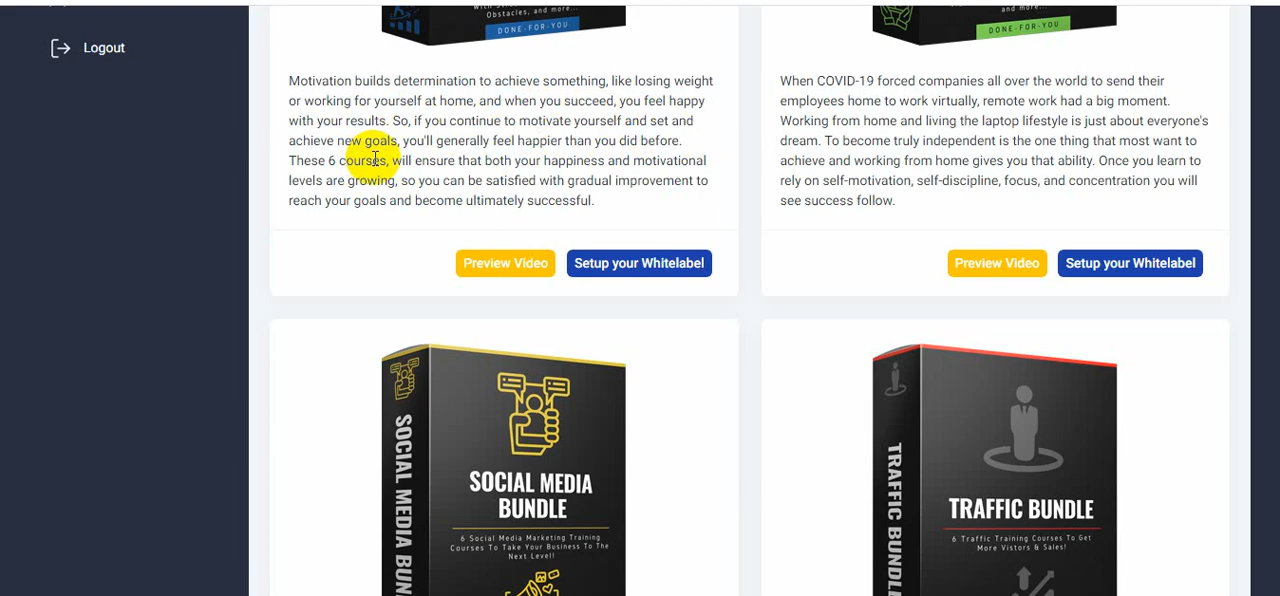 Logout
Obstacles, and more...
DONE-FOR-YOU
and more...
DONE-FOR-YOU
Motivation builds determination to achieve something, like losing weight
or working for yourself at home, and when you succeed, you feel happy
with your results. So, if you continue to motivate yourself and set and
achieve new goals, you'll generally feel happier than you did before.
These 6 courses, will ensure that both your happiness and motivational
levels are growing, so you can be satisfied with gradual improvement to
reach your goals and become ultimately successful.
When COVID-19 forced companies all over the world to send their
employees home to work virtually, remote work had a big moment.
Working from home and living the laptop lifestyle is just about everyone's
dream. To become truly independent is the one thing that most want to
achieve and working from home gives you that ability. Once you learn to
rely on self-motivation, self-discipline, focus, and concentration you will
see success follow.
Preview Video
Setup your Whitelabel
Preview Video
Setup your Whitelabel
SOCIAL MEDIA BUN
SOCIAL MEDIA
BUNDLE
6 Social Media Marketing Training
Courses To Take Your Business To The
Next Level!
TRAFFIC BUNDLE
TRAFFIC BUNDLE
6 Traffic Training Courses To Get
More Vistors & Sales!